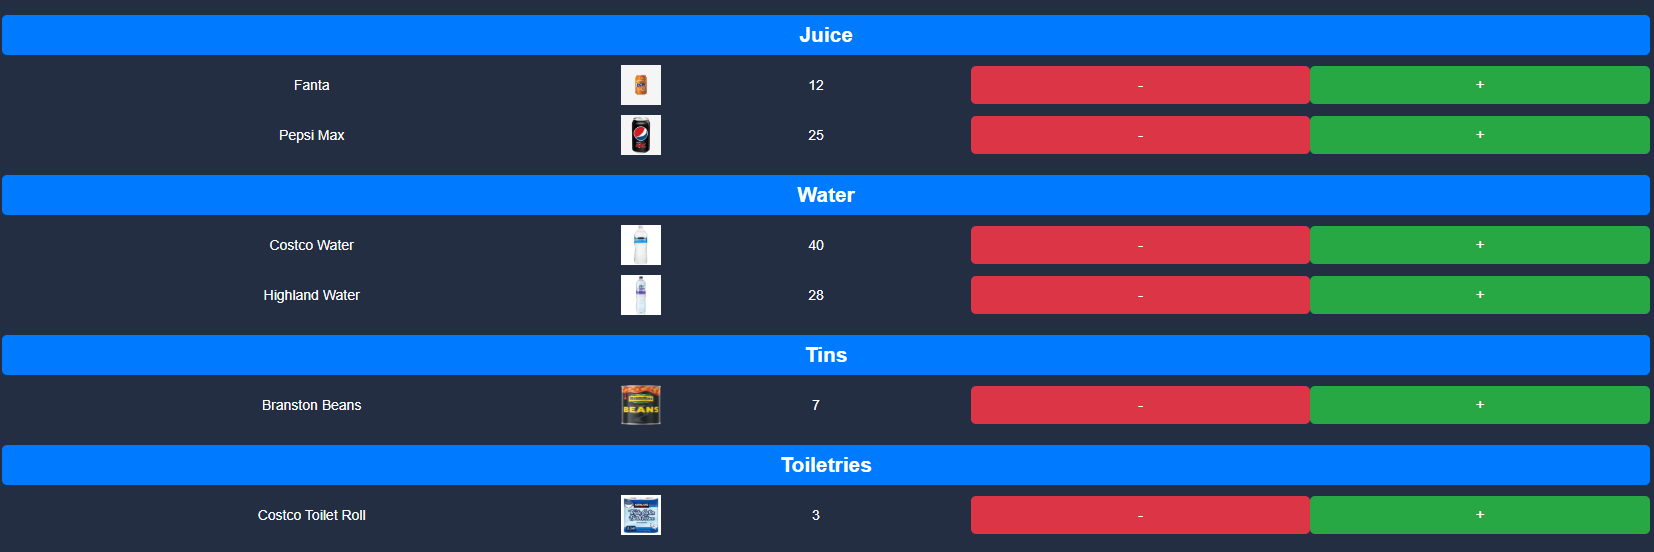 Juice
Fanta 12 - +
Pepsi Max 25 - +
Water
Costco Water 40 - +
Highland Water 28 - +
Tins
Branston Beans BEANS 7 - +
Toiletries
Costco Toilet Roll 3 - +